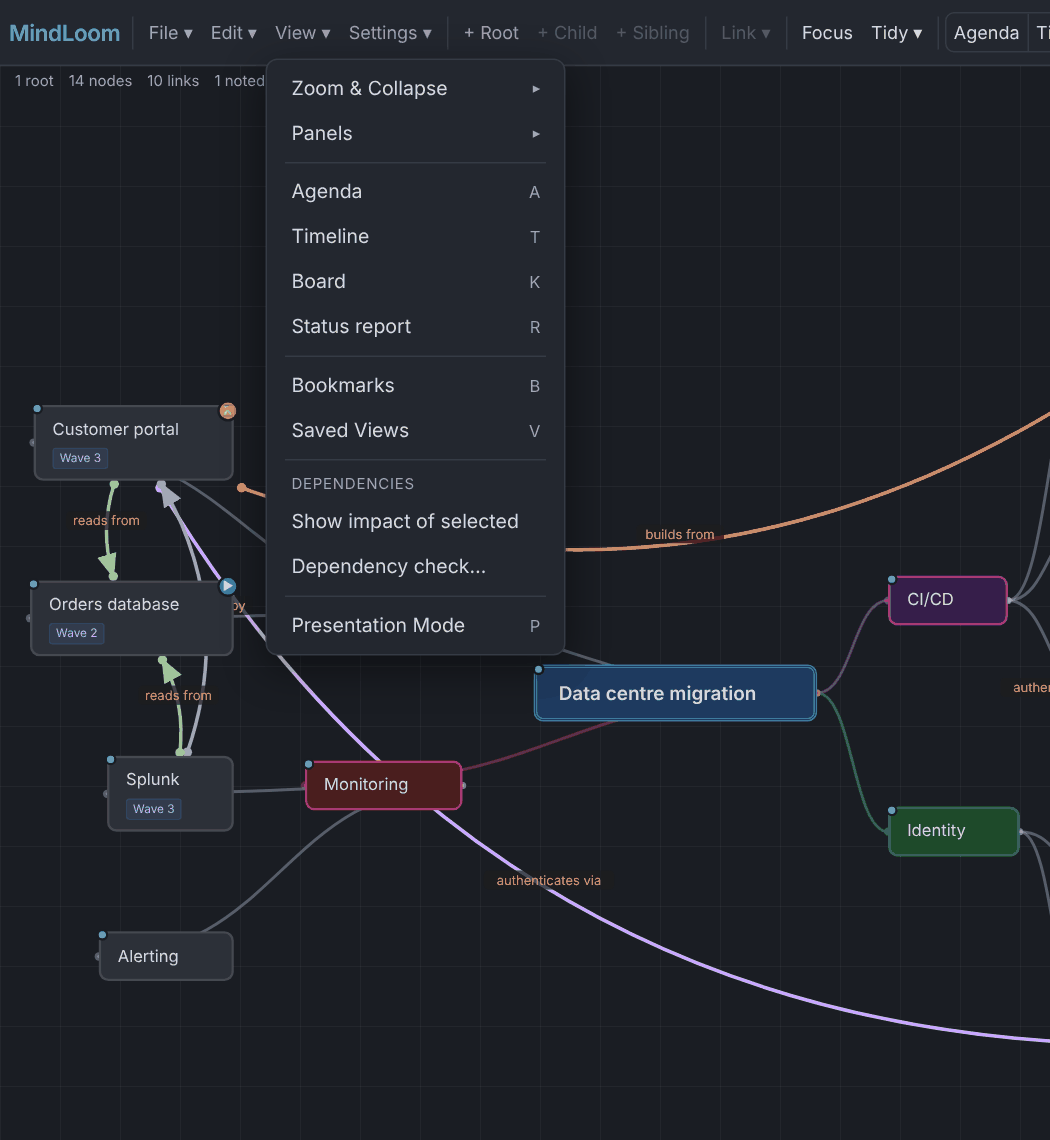 MindLoom File ▾ Edit ▾ View ▾ Settings ▾ + Root + Child + Sibling Link ▾ Focus Tidy ▾ Agenda
1 root 14 nodes 10 links 1 noted
Zoom & Collapse ▸
Panels ▸
Agenda A
Timeline T
Board K
Status report R
Bookmarks B
Saved Views V
DEPENDENCIES
Show impact of selected
Dependency check...
Presentation Mode P
Customer portal
Wave 3
reads from
builds from
Orders database
Wave 2
by
CI/CD
reads from
Data centre migration
Splunk
Wave 3
Monitoring
Identity
authenticates via
Alerting